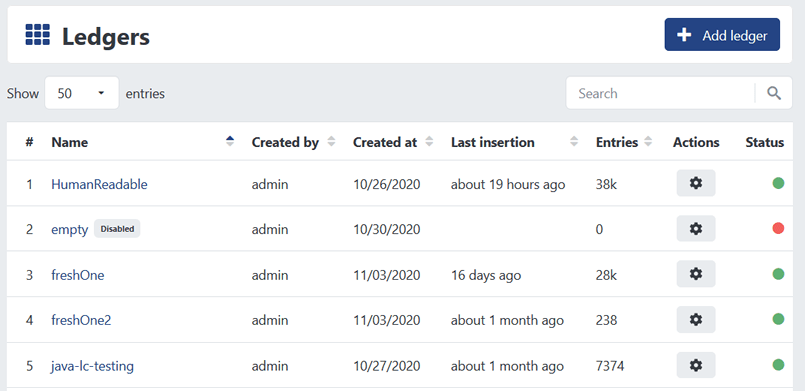 Ledgers
Add ledger
Show 50 entries
Search
# Name Created by Created at Last insertion Entries Actions Status
1 HumanReadable admin 10/26/2020 about 19 hours ago 38k
2 empty Disabled admin 10/30/2020 0
3 freshOne admin 11/03/2020 16 days ago 28k
4 freshOne2 admin 11/03/2020 about 1 month ago 238
5 java-lc-testing admin 10/27/2020 about 1 month ago 7374